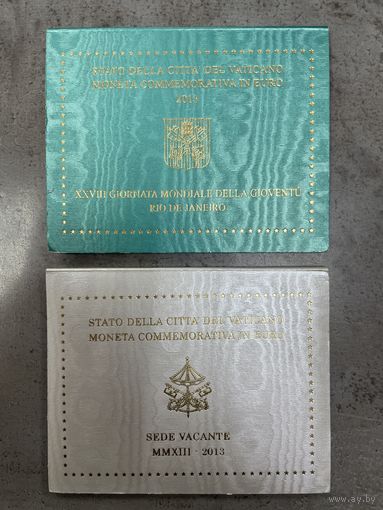 STATO DELLA CITTA' DEL VATICANO
MONETA COMMEMORATIVA IN EURO
2013
XXVIII GIORNATA MONDIALE DELLA GIOVENTÙ
RIO DE JANEIRO
STATO DELLA CITTA' DEL VATICANO
MONETA COMMEMORATIVA IN EURO
SEDE VACANTE
MMXIII - 2013
ay.by